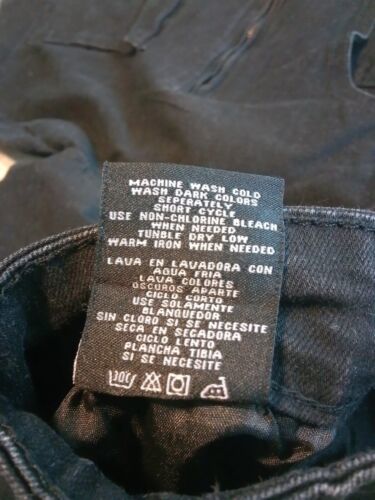 MACHINE WASH COLD
WASH DARK COLORS
SEPERATELY
SHORT CYCLE
USE NON-CHLORINE BLEACH
WHEN NEEDED
TUMBLE DRY LOW
WARM IRON WHEN NEEDED
LAVA EN LAVADORA CON
AGUA FRIA
LAVA COLORES
OSCUROS APARTE
CICLO CORTO
USE SOLAMENTE
BLANQUEDOR
SIN CLORO SI SE NECESITE
SECA EN SECADORA
CICLO LENTO
PLANCHA TIBIA
SI SE NECESITE
30C